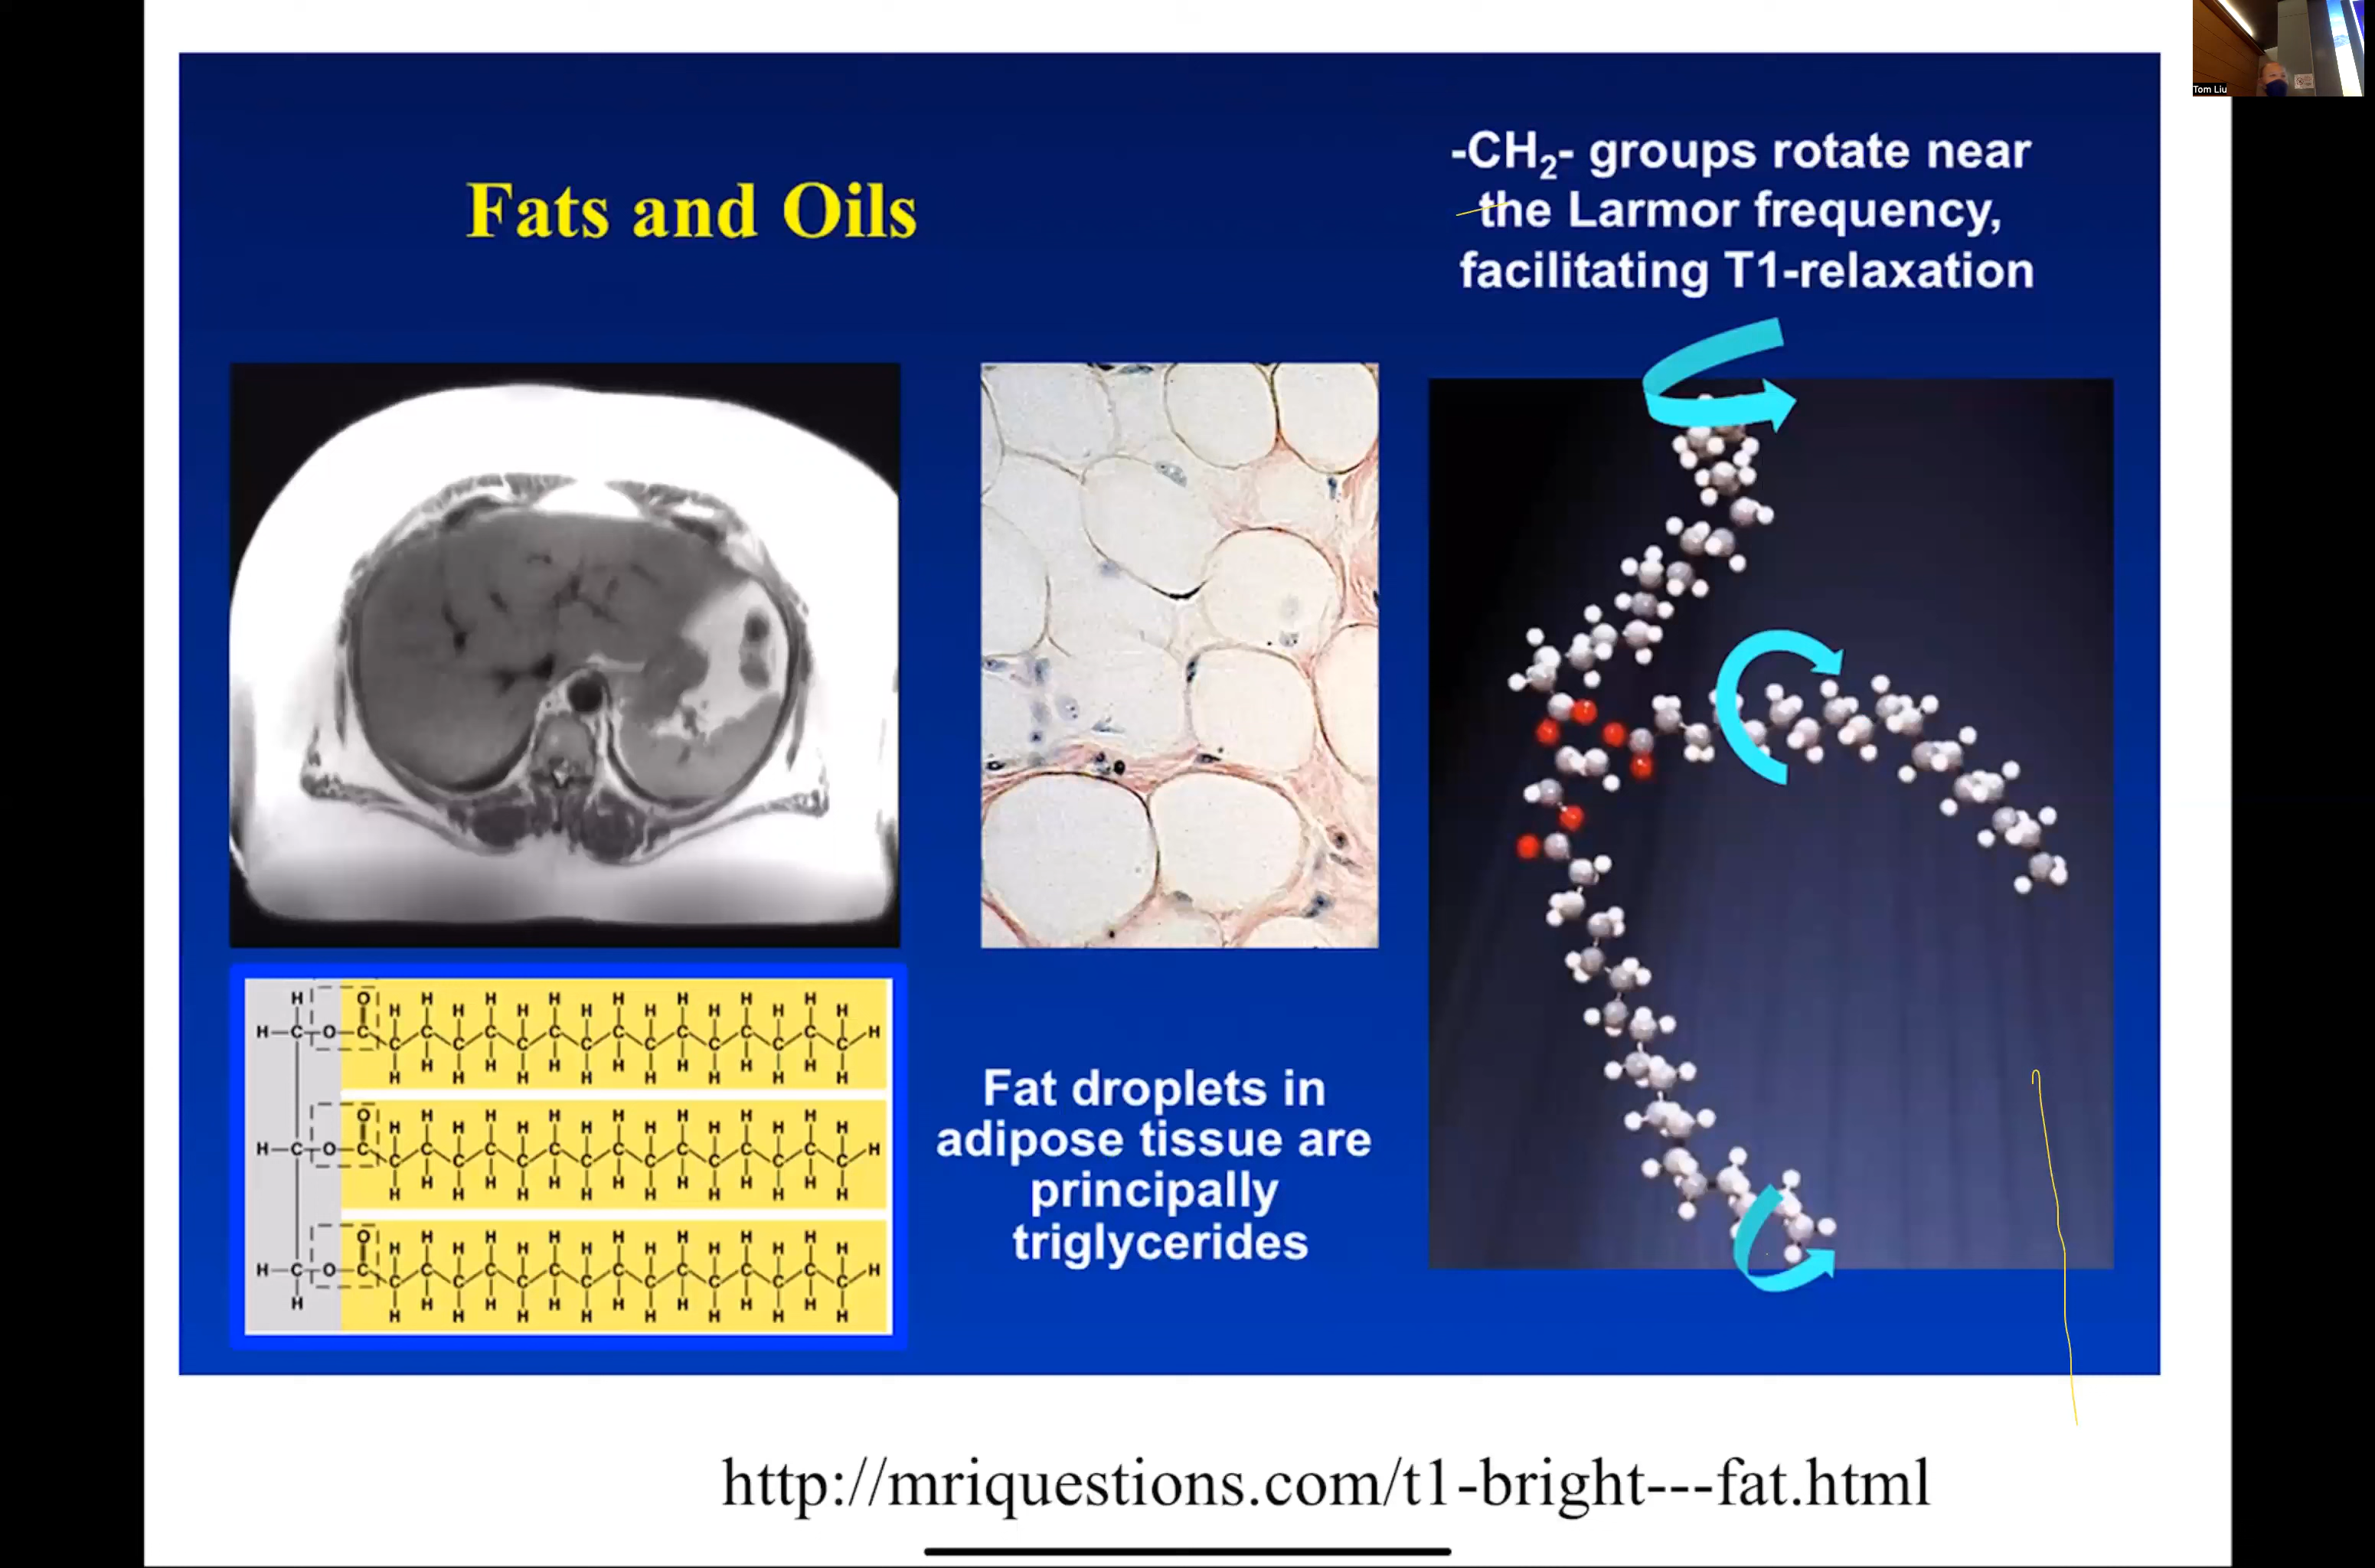 Tom Liu
Fats and Oils
-CH₂- groups rotate near
the Larmor frequency,
facilitating T1-relaxation
H H H H H H H H
O H H H H H H H H
H—C—O—C C C C C C C C C C C C C C C C H
H H H H H H H
H H H H H H H H
H H H H H H H
O H H H H H H H H
H—C—O—C C C C C C C C C C C C C C C C H
H H H H H H H
H H H H H H H H
H H H H H H H
O H H H H H H H H
H—C—O—C C C C C C C C C C C C C C C C H
H H H H H H H H
H H H H H H H H
Fat droplets in
adipose tissue are
principally
triglycerides
http://mriquestions.com/t1-bright---fat.html